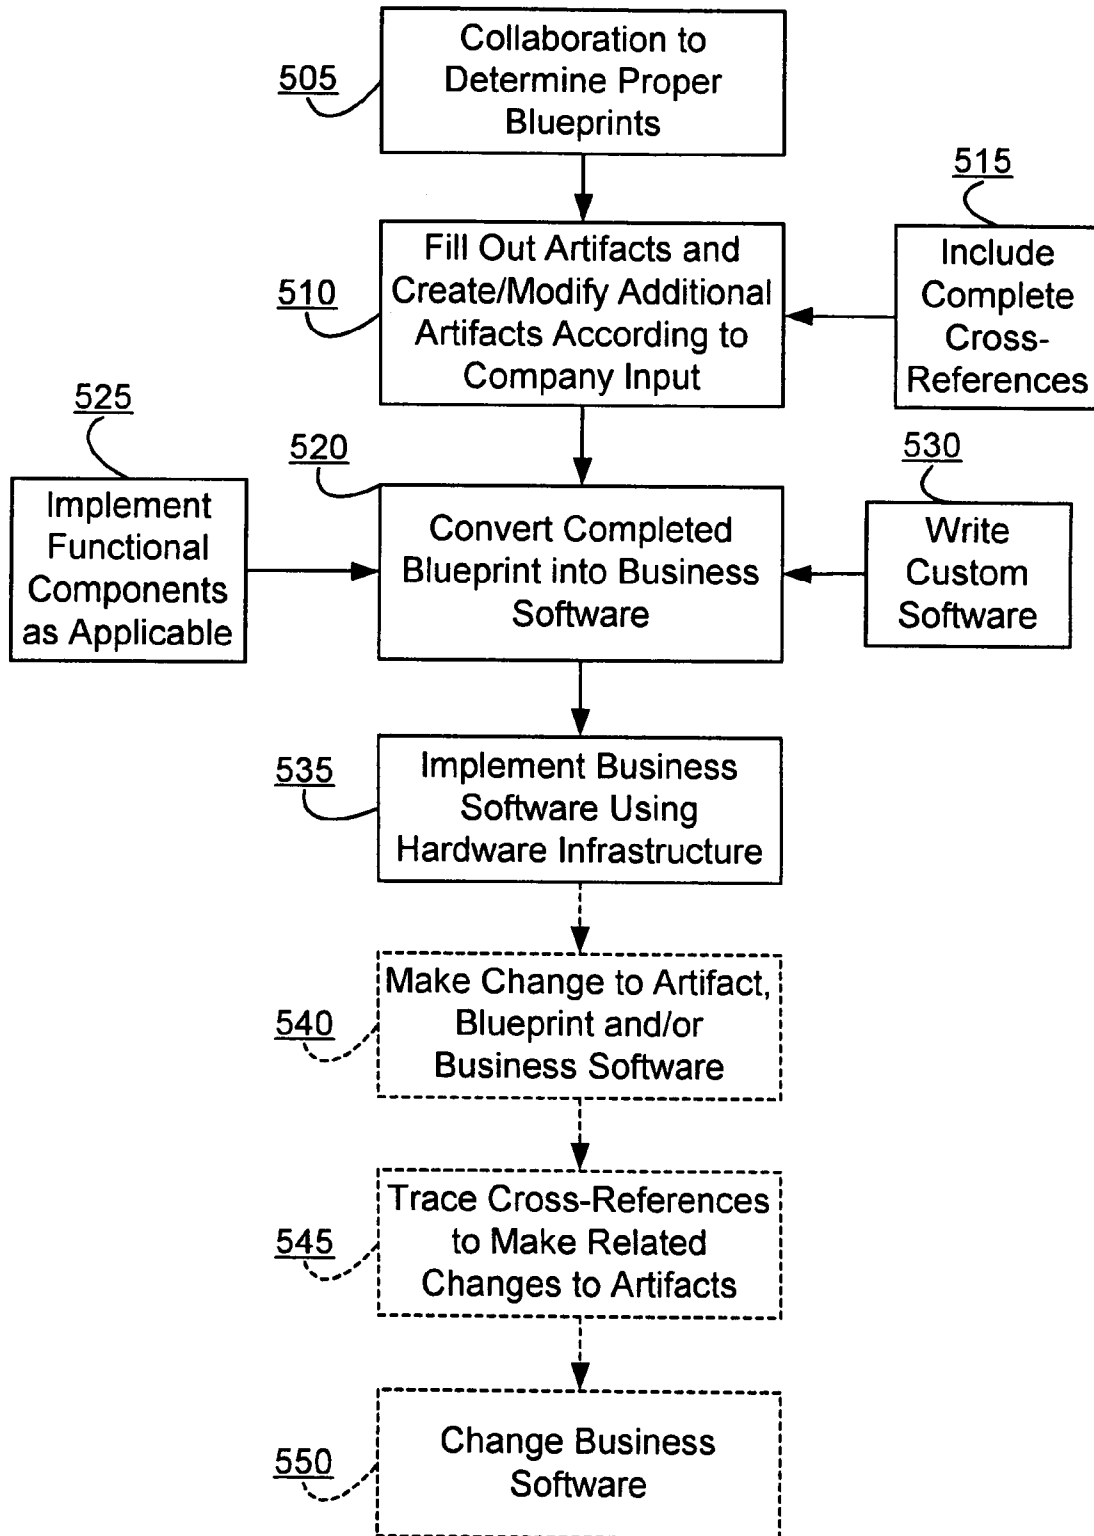 Collaboration to
Determine Proper
Blueprints
505
515
Fill Out Artifacts and
Create/Modify Additional
Artifacts According to
Company Input
510
Include
Complete
Cross-
References
525
520
530
Implement
Functional
Components
as Applicable
Convert Completed
Blueprint into Business
Software
Write
Custom
Software
535
Implement Business
Software Using
Hardware Infrastructure
540
Make Change to Artifact,
Blueprint and/or
Business Software
545
Trace Cross-References
to Make Related
Changes to Artifacts
550
Change Business
Software